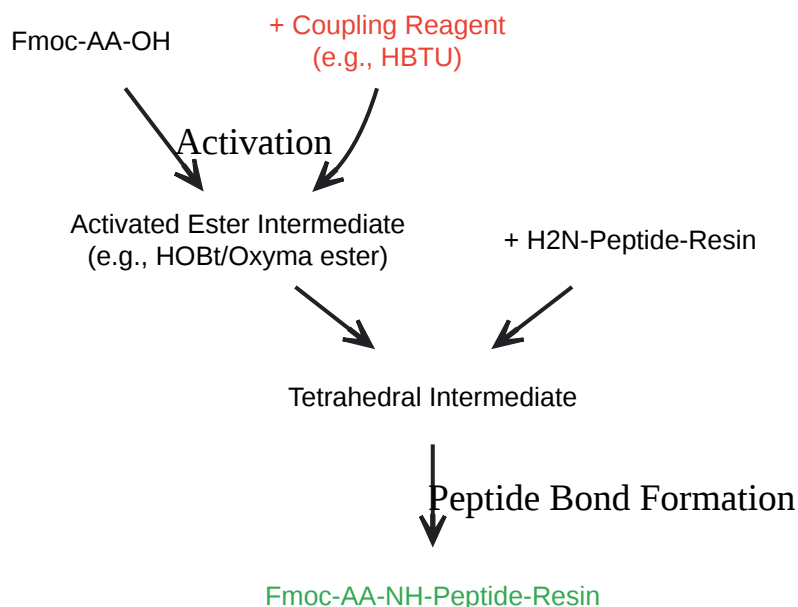 Fmoc-AA-OH
+ Coupling Reagent
(e.g., HBTU)
Activation
Activated Ester Intermediate
(e.g., HOBt/Oxyma ester)
+ H2N-Peptide-Resin
Tetrahedral Intermediate
Peptide Bond Formation
Fmoc-AA-NH-Peptide-Resin